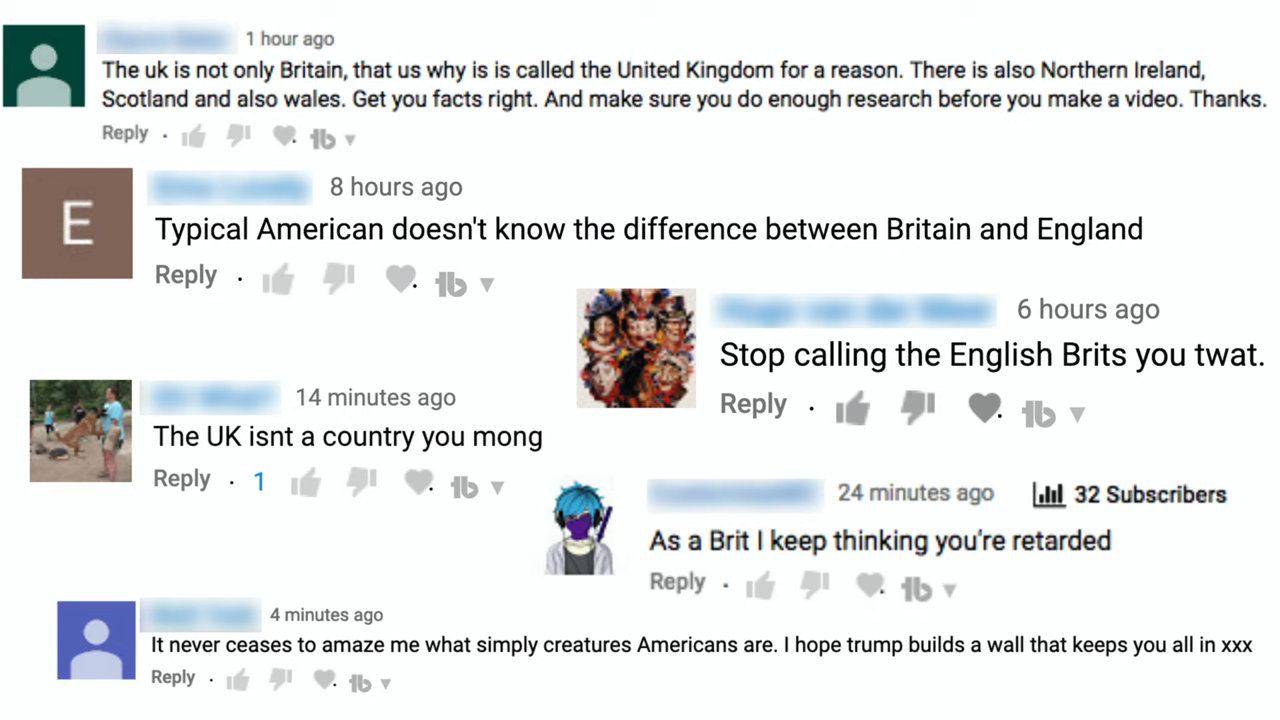 1 hour ago
The uk is not only Britain, that us why is is called the United Kingdom for a reason. There is also Northern Ireland,
Scotland and also wales. Get you facts right. And make sure you do enough research before you make a video. Thanks.
Reply
E
8 hours ago
Typical American doesn't know the difference between Britain and England
Reply
6 hours ago
Stop calling the English Brits you twat.
Reply
14 minutes ago
The UK isnt a country you mong
Reply · 1
24 minutes ago 32 Subscribers
As a Brit I keep thinking you're retarded
Reply
4 minutes ago
It never ceases to amaze me what simply creatures Americans are. I hope trump builds a wall that keeps you all in xxx
Reply